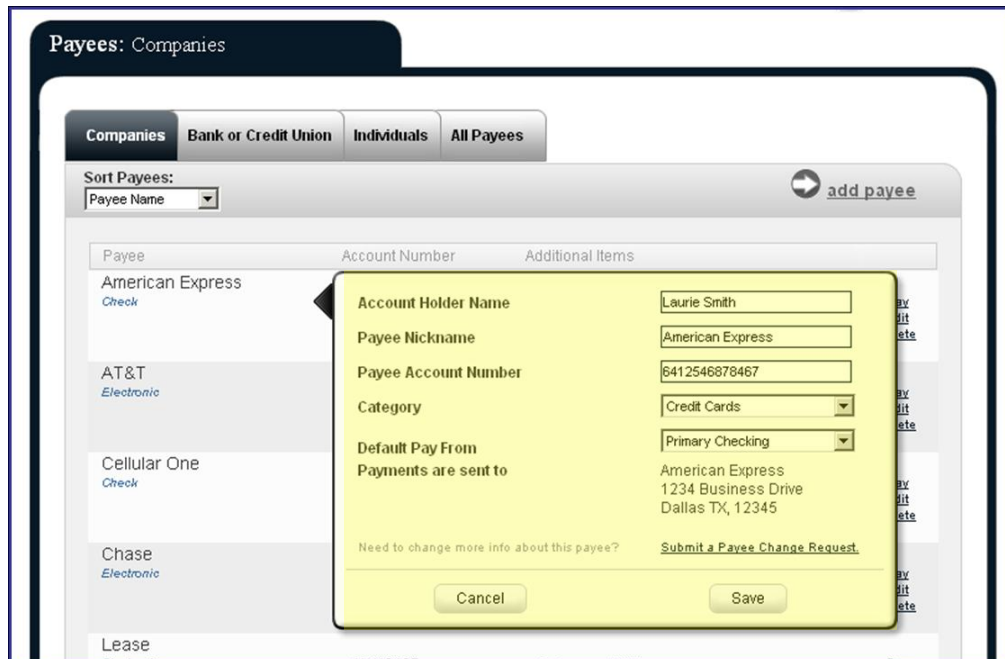 Payees: Companies
Companies Bank or Credit Union Individuals All Payees
Sort Payees:
Payee Name
add payee
Payee Account Number Additional Items
American Express
Check
AT&T
Electronic
Cellular One
Check
Chase
Electronic
Lease
Account Holder Name Laurie Smith
Payee Nickname American Express
Payee Account Number 6412546878467
Category Credit Cards
Default Pay From Primary Checking
Payments are sent to American Express
1234 Business Drive
Dallas TX, 12345
Need to change more info about this payee? Submit a Payee Change Request.
Cancel Save